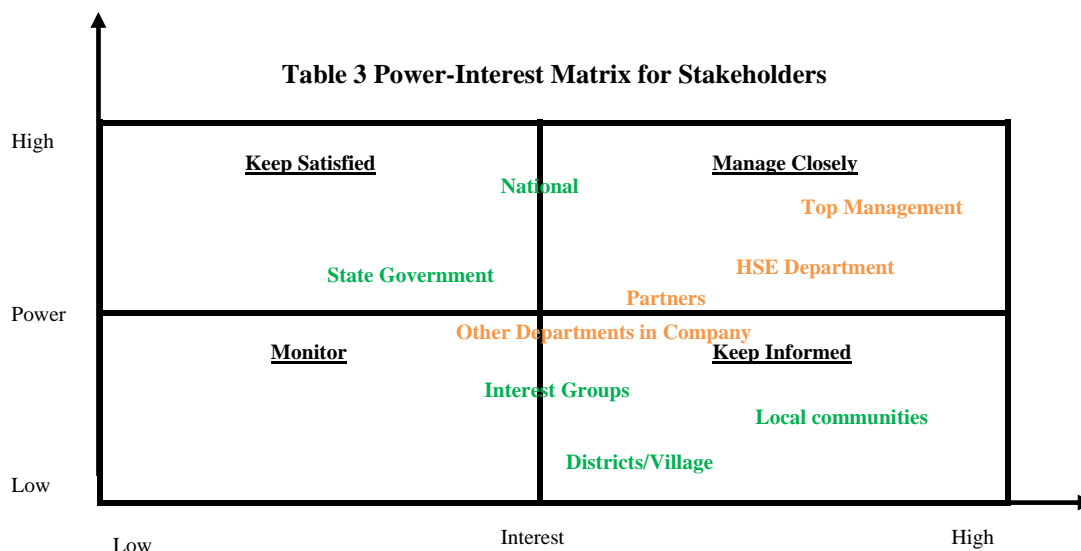 Table 3 Power-Interest Matrix for Stakeholders
High
Keep Satisfied
Manage Closely
National
Top Management
State Government
HSE Department
Partners
Power
Other Departments in Company
Monitor
Keep Informed
Interest Groups
Local communities
Districts/Village
Low
Low
Interest
High